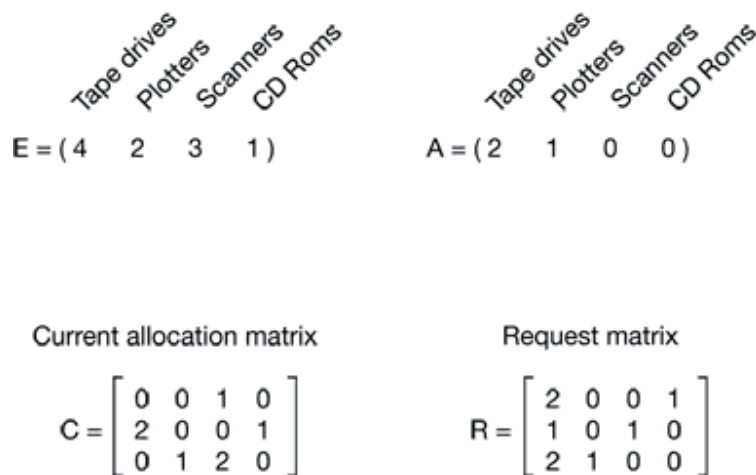 Tape drives Plotters Scanners CD Roms
E = ( 4 2 3 1 )
Tape drives Plotters Scanners CD Roms
A = ( 2 1 0 0 )
Current allocation matrix
C = [ 0 0 1 0
2 0 0 1
0 1 2 0 ]
Request matrix
R = [ 2 0 0 1
1 0 1 0
2 1 0 0 ]